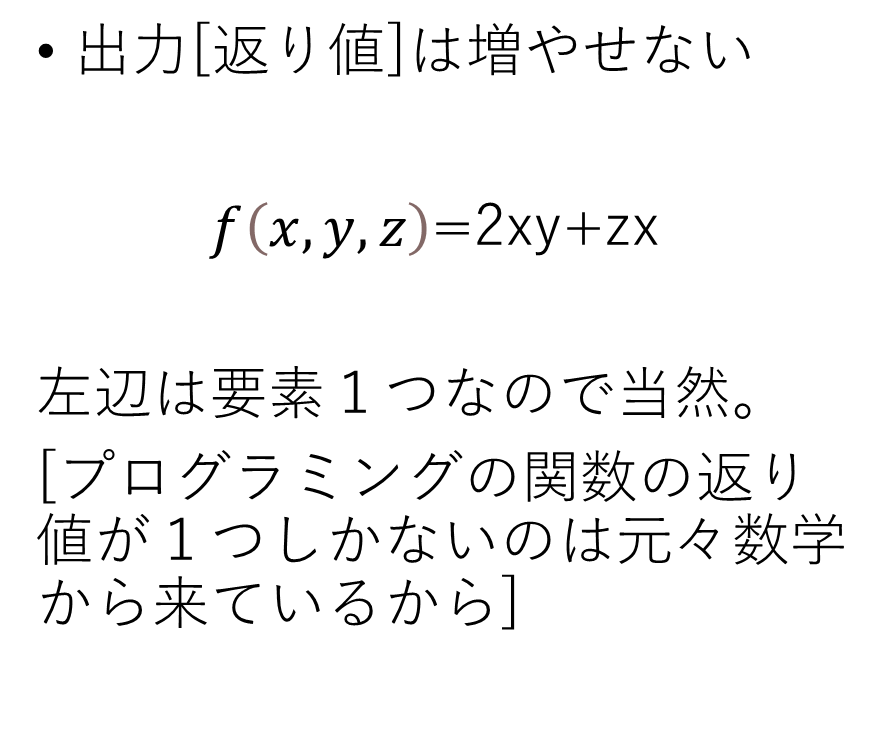 • 出力[返り値]は増やせない
f(x, y, z)=2xy+zx
左辺は要素１つなので当然。
[プログラミングの関数の返り
値が１つしかないのは元々数学
から来ているから]